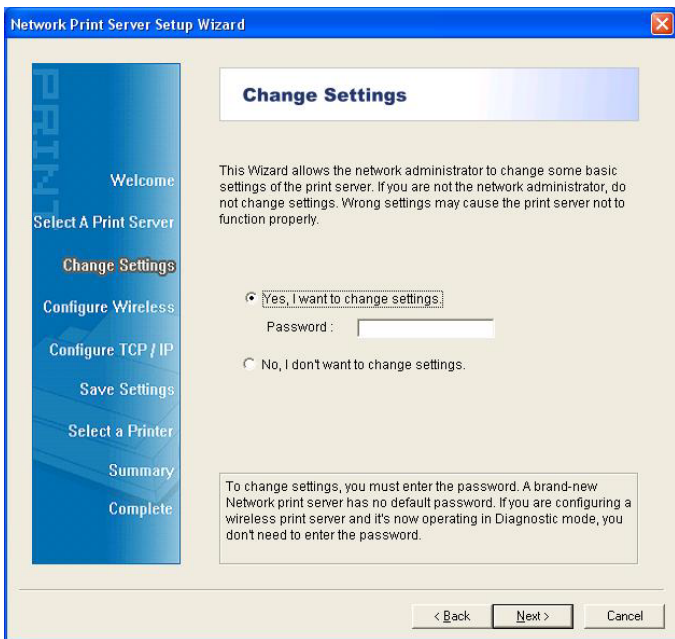 Network Print Server Setup Wizard
PRINT
Welcome
Select A Print Server
Change Settings
Configure Wireless
Configure TCP / IP
Save Settings
Select a Printer
Summary
Complete
Change Settings
This Wizard allows the network administrator to change some basic
settings of the print server. If you are not the network administrator, do
not change settings. Wrong settings may cause the print server not to
function properly.
Yes, I want to change settings.
Password :
No, I don't want to change settings.
To change settings, you must enter the password. A brand-new
Network print server has no default password. If you are configuring a
wireless print server and it's now operating in Diagnostic mode, you
don't need to enter the password.
< Back
Next >
Cancel